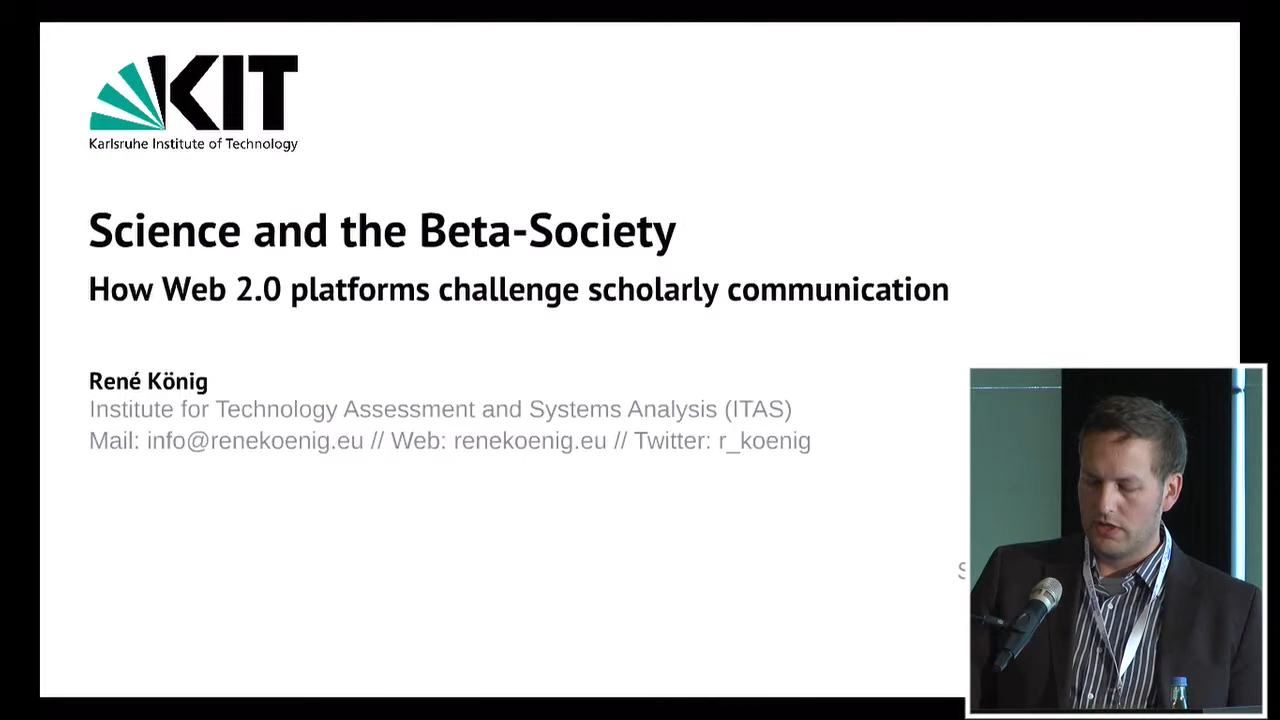 KIT
Karlsruhe Institute of Technology
Science and the Beta-Society
How Web 2.0 platforms challenge scholarly communication
René König
Institute for Technology Assessment and Systems Analysis (ITAS)
Mail: info@renekoenig.eu // Web: renekoenig.eu // Twitter: r_koenig